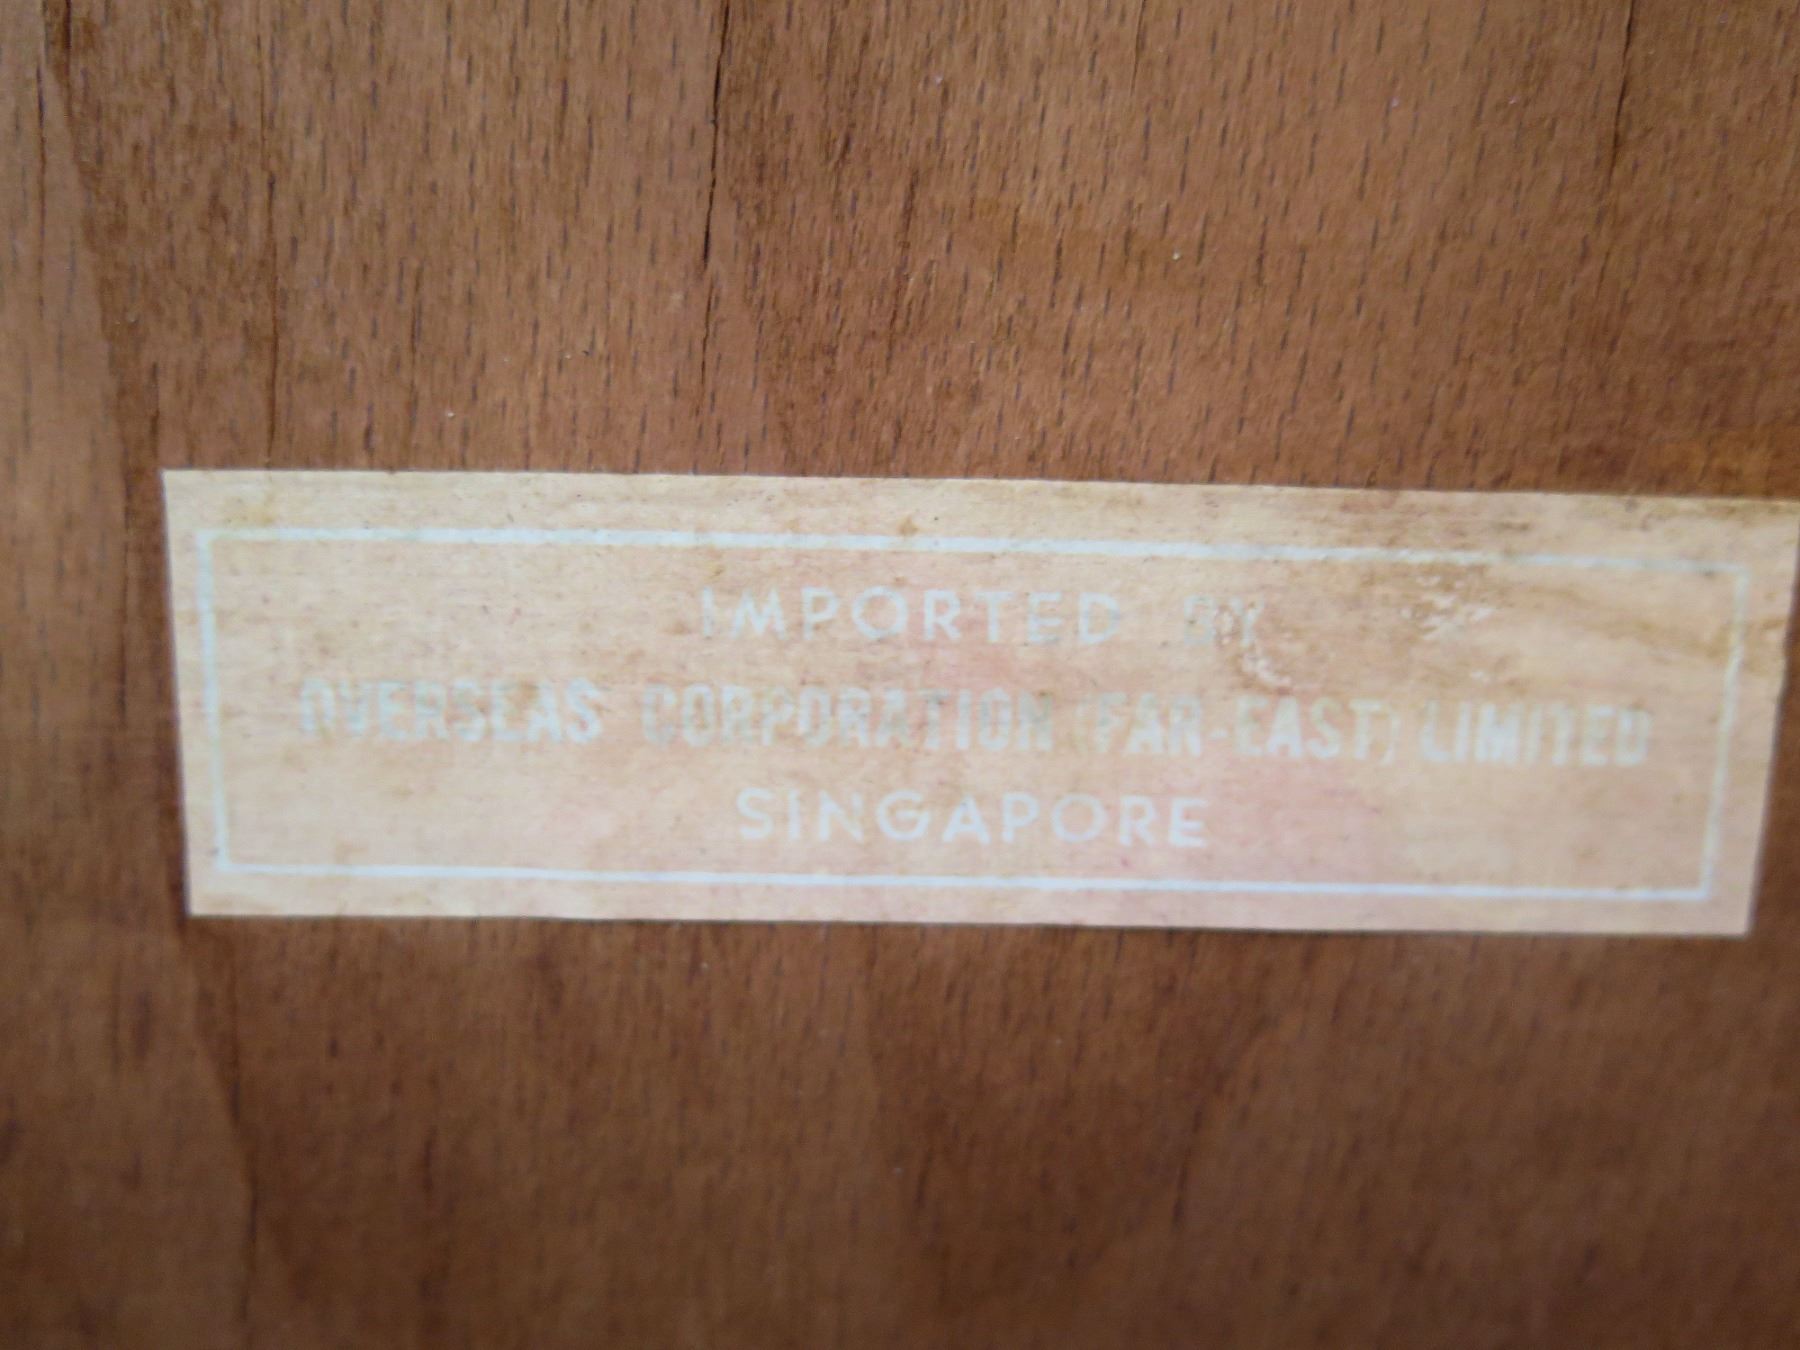 IMPORTED BY
OVERSEAS CORPORATION (FAR-EAST) LIMITED
SINGAPORE